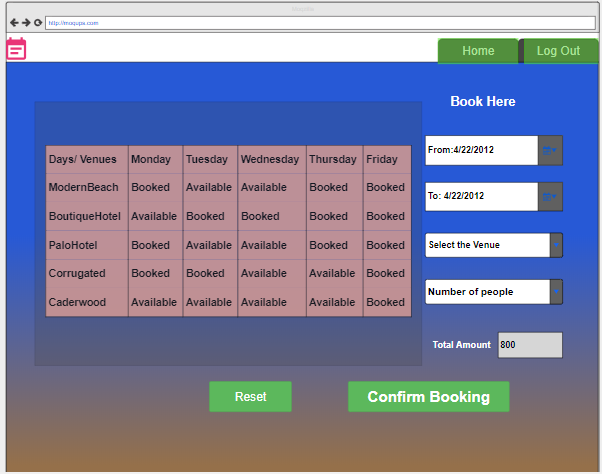 http://moqups.com
Home
Log Out
Book Here
Days/ Venues Monday Tuesday Wednesday Thursday Friday
ModernBeach Booked Available Available Booked Booked
BoutiqueHotel Available Booked Booked Booked Booked
PaloHotel Booked Available Available Booked Booked
Corrugated Booked Booked Available Available Booked
Caderwood Available Available Available Available Booked
From:4/22/2012
To: 4/22/2012
Select the Venue
Number of people
Total Amount 800
Reset
Confirm Booking